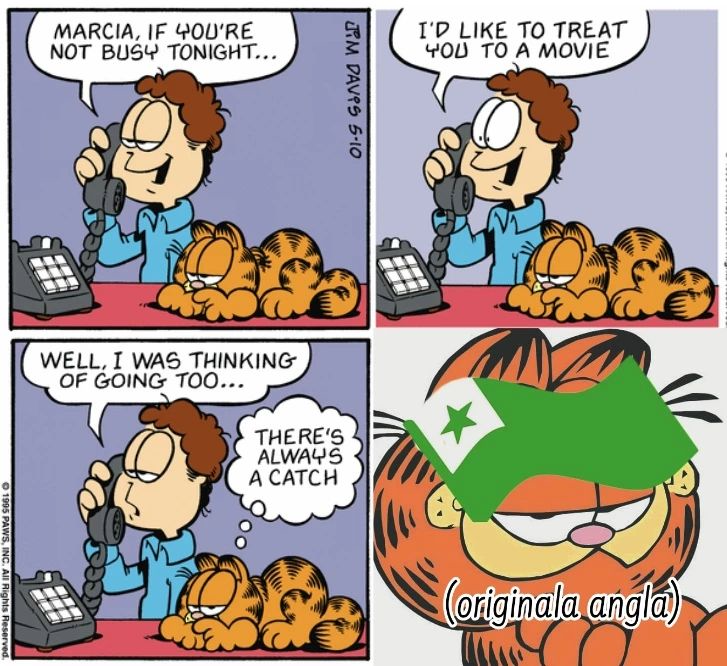 MARCIA, IF YOU'RE
NOT BUSY TONIGHT...
JIM DAVIS 5-10
I'D LIKE TO TREAT
YOU TO A MOVIE
WELL, I WAS THINKING
OF GOING TOO...
THERE'S
ALWAYS
A CATCH
© 1995 PAWS, INC. All Rights Reserved.
(originala angla)